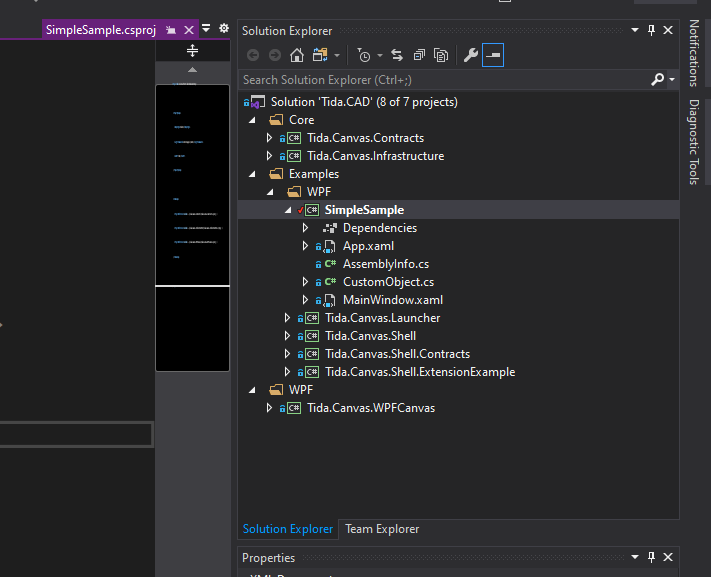 SimpleSample.csproj
Solution Explorer
Search Solution Explorer (Ctrl+;)
Solution 'Tida.CAD' (8 of 7 projects)
Core
C# Tida.Canvas.Contracts
C# Tida.Canvas.Infrastructure
Examples
WPF
C# SimpleSample
Dependencies
App.xaml
C# AssemblyInfo.cs
C# CustomObject.cs
MainWindow.xaml
C# Tida.Canvas.Launcher
C# Tida.Canvas.Shell
C# Tida.Canvas.Shell.Contracts
C# Tida.Canvas.Shell.ExtensionExample
WPF
C# Tida.Canvas.WPFCanvas
Solution Explorer
Team Explorer
Properties
Notifications
Diagnostic Tools